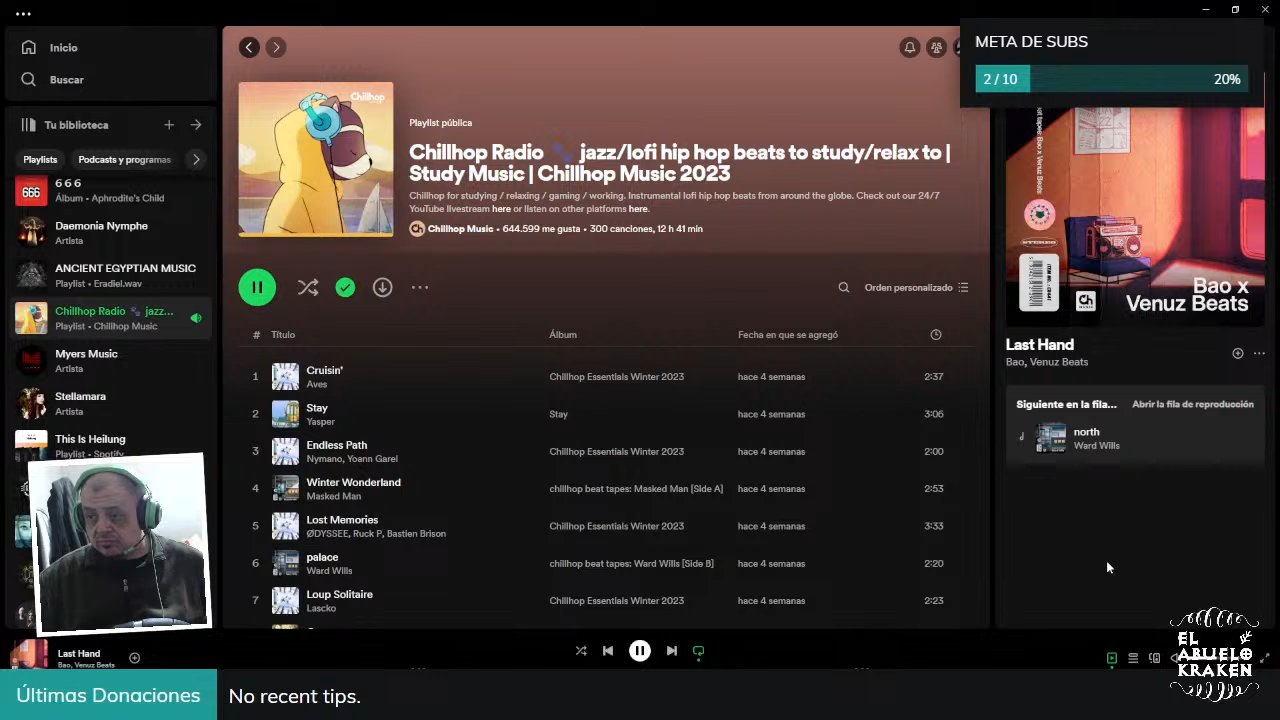 Inicio
Buscar
Tu biblioteca
Playlists
Podcasts y programas
666
6 6 6
Álbum • Aphrodite's Child
Daemonia Nymphe
Artista
ANCIENT EGYPTIAN MUSIC
Playlist • Eradiel.wav
Chillhop Radio 🐾 jazz...
Playlist • Chillhop Music
Myers Music
Artista
Stellamara
Artista
This Is Heilung
Playlist • Spotify
Last Hand
Bao, Venuz Beats
Chillhop
Playlist pública
Chillhop Radio 🐾 jazz/lofi hip hop beats to study/relax to |
Study Music | Chillhop Music 2023
Chillhop for studying / relaxing / gaming / working. Instrumental lofi hip hop beats from around the globe. Check out our 24/7
YouTube livestream here or listen on other platforms here.
Chillhop Music • 644.599 me gusta • 300 canciones, 12 h 41 min
Orden personalizado
# Título Álbum Fecha en que se agregó
1 Cruisin' Chillhop Essentials Winter 2023 hace 4 semanas 2:37
Aves
2 Stay Stay hace 4 semanas 3:06
Yasper
3 Endless Path Chillhop Essentials Winter 2023 hace 4 semanas 2:00
Nymano, Yoann Garel
4 Winter Wonderland chillhop beat tapes: Masked Man [Side A] hace 4 semanas 2:53
Masked Man
5 Lost Memories Chillhop Essentials Winter 2023 hace 4 semanas 3:33
ØDYSSEE, Ruck P, Bastien Brison
6 palace chillhop beat tapes: Ward Wills [Side B] hace 4 semanas 2:20
Ward Wills
7 Loup Solitaire Chillhop Essentials Winter 2023 hace 4 semanas 2:23
Lascko
META DE SUBS
2 / 10 20%
Bao x
Venuz Beats
Last Hand
Bao, Venuz Beats
Siguiente en la fila... Abrir la fila de reproducción
north
Ward Wills
EL
ABUELO
KRAKEN
Últimas Donaciones
No recent tips.